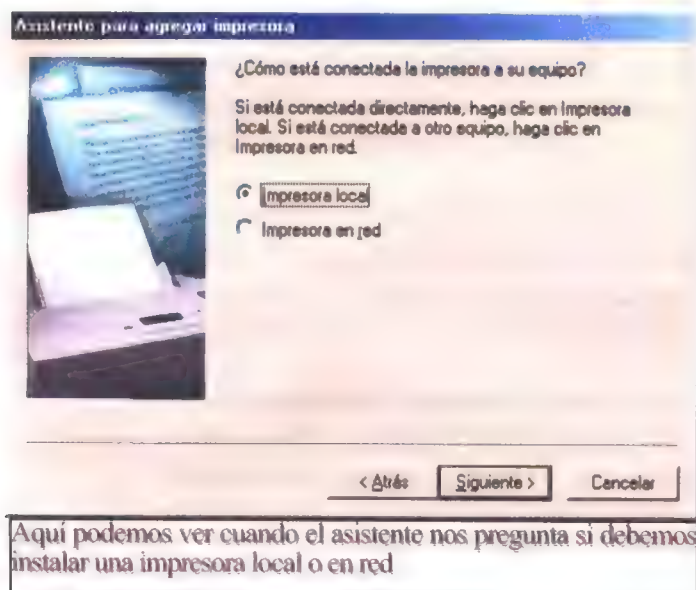 Asistente para agregar impresora
¿Cómo está conectada la impresora a su equipo?
Si está conectada directamente, haga clic en Impresora
local. Si está conectada a otro equipo, haga clic en
Impresora en red.
Impresora local
Impresora en red
< Atrás
Siguiente >
Cancelar
Aquí podemos ver cuando el asistente nos pregunta si debemos
instalar una impresora local o en red